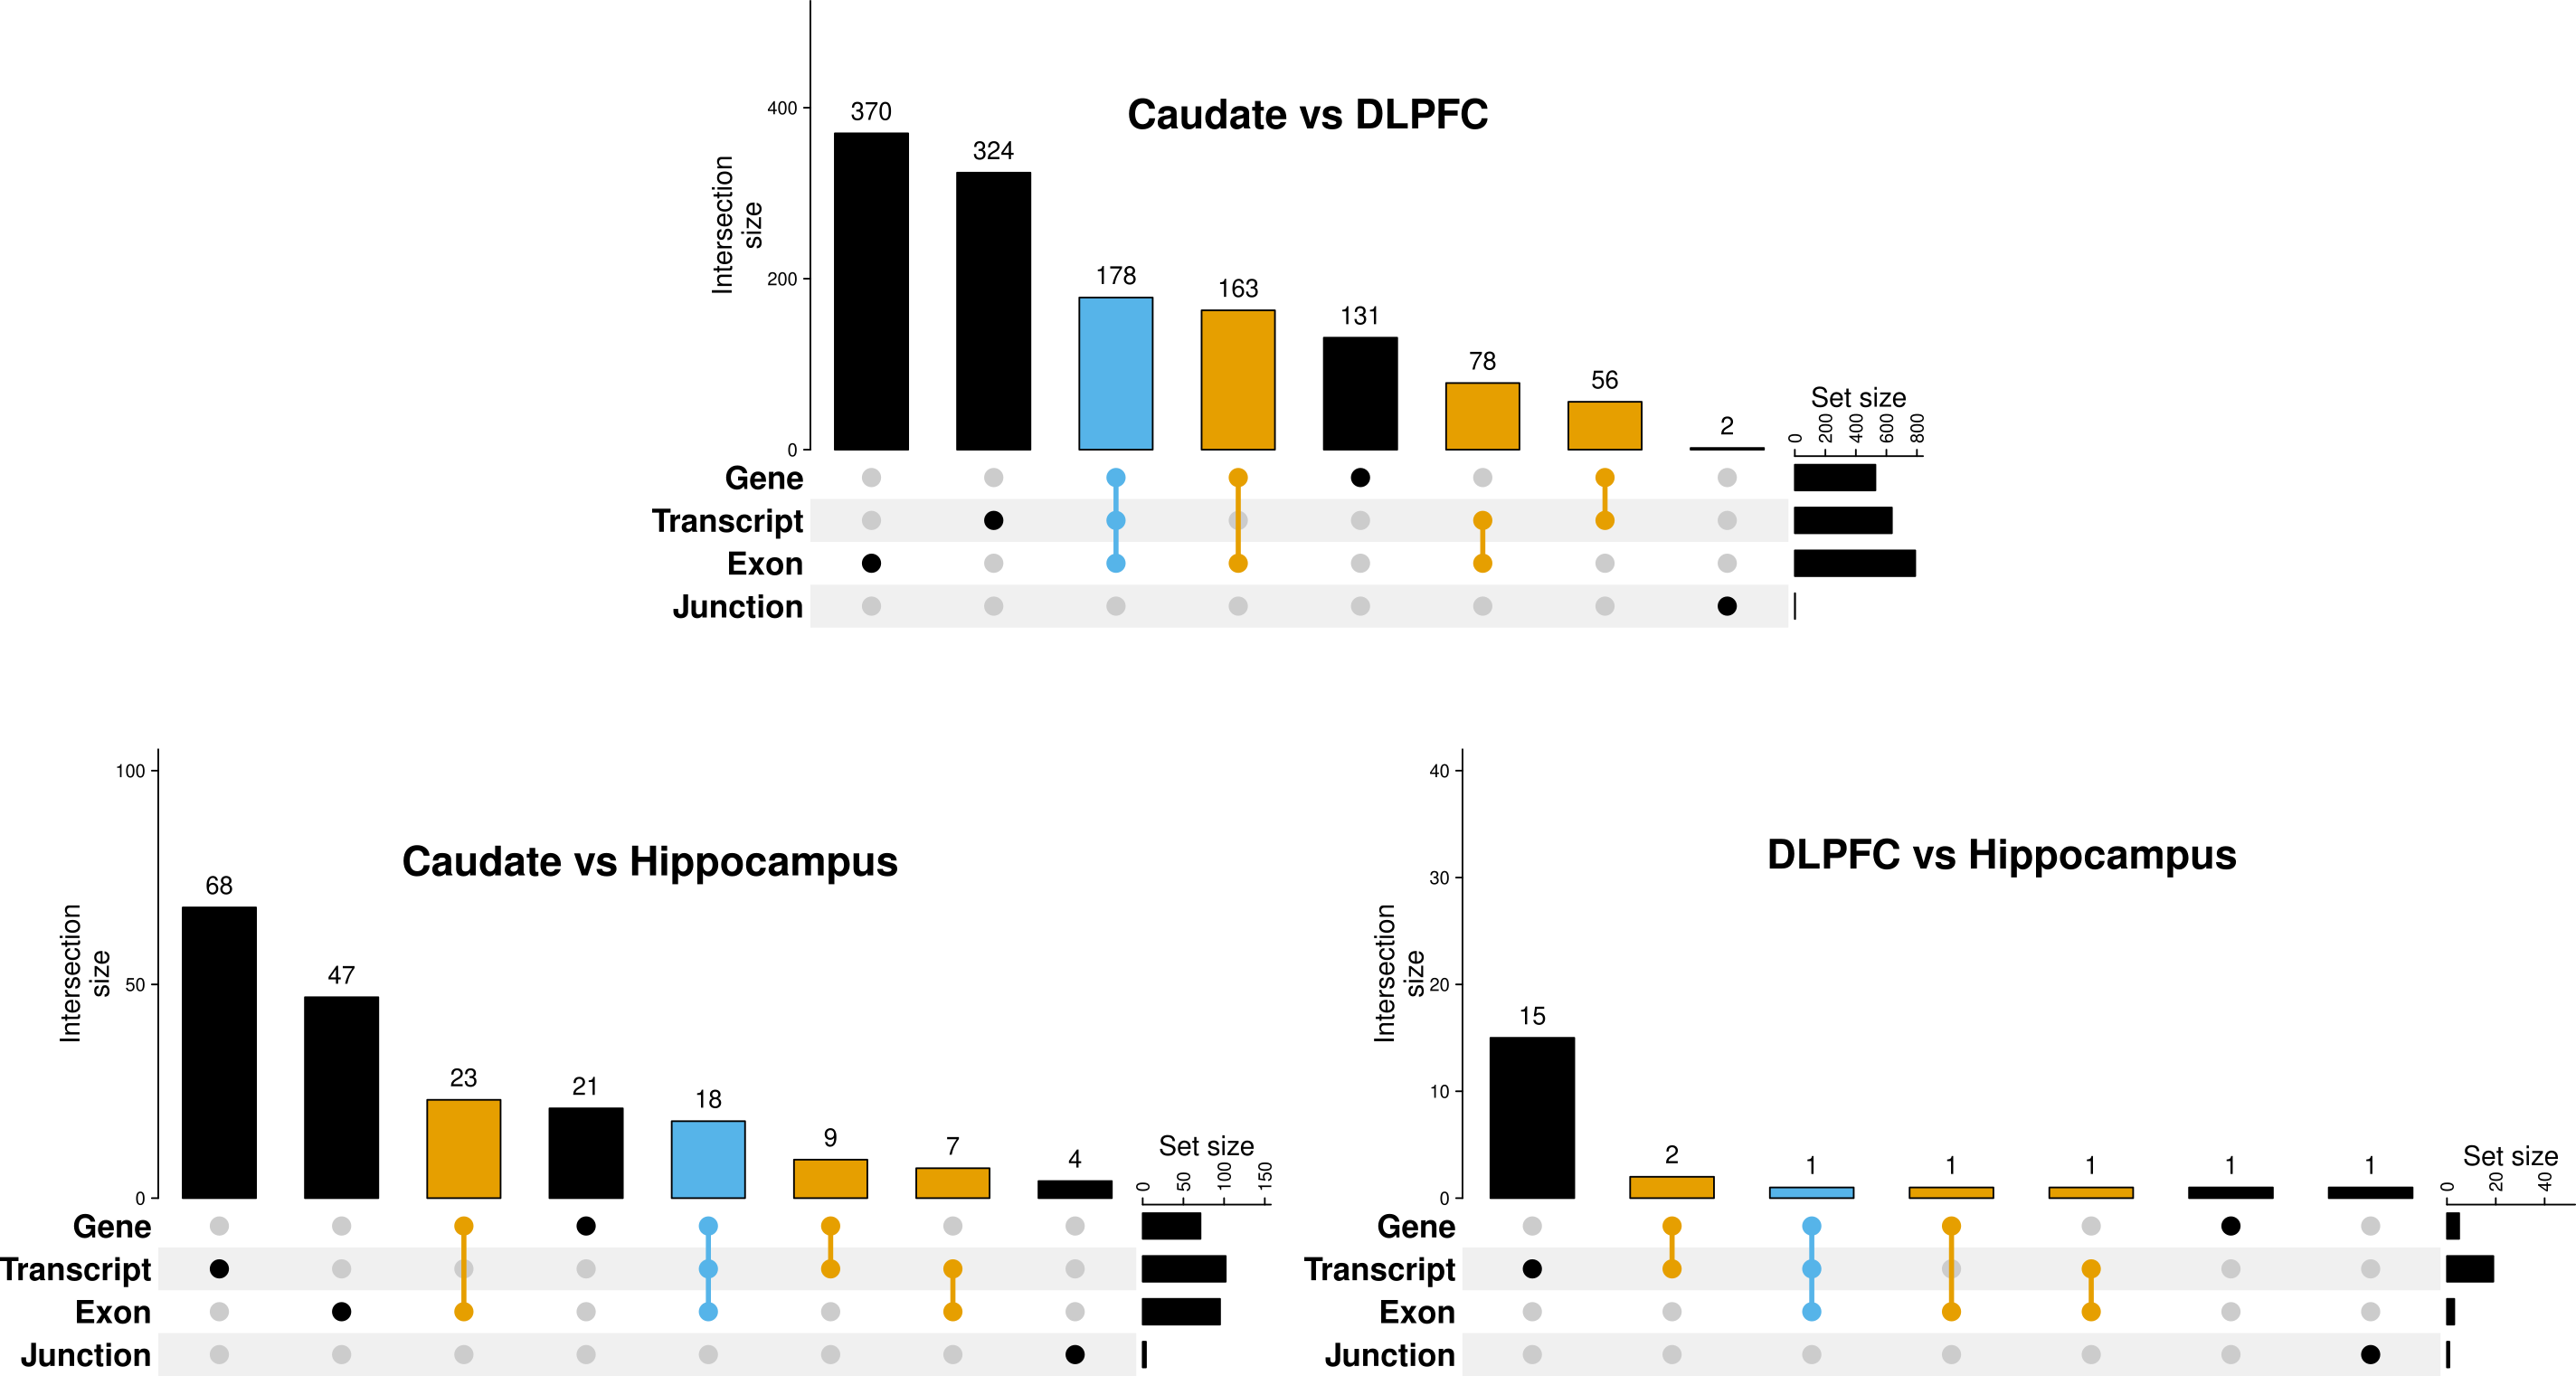 Caudate vs DLPFC
Intersection
size
400
200
0
370
324
178
163
131
78
56
2
Set size
0 200 400 600 800
Gene
Transcript
Exon
Junction
Caudate vs Hippocampus
Intersection
size
100
50
0
68
47
23
21
18
9
7
4
Set size
0 50 100 150
Gene
Transcript
Exon
Junction
DLPFC vs Hippocampus
Intersection
size
40
30
20
10
0
15
2
1
1
1
1
1
Set size
0 20 40
Gene
Transcript
Exon
Junction